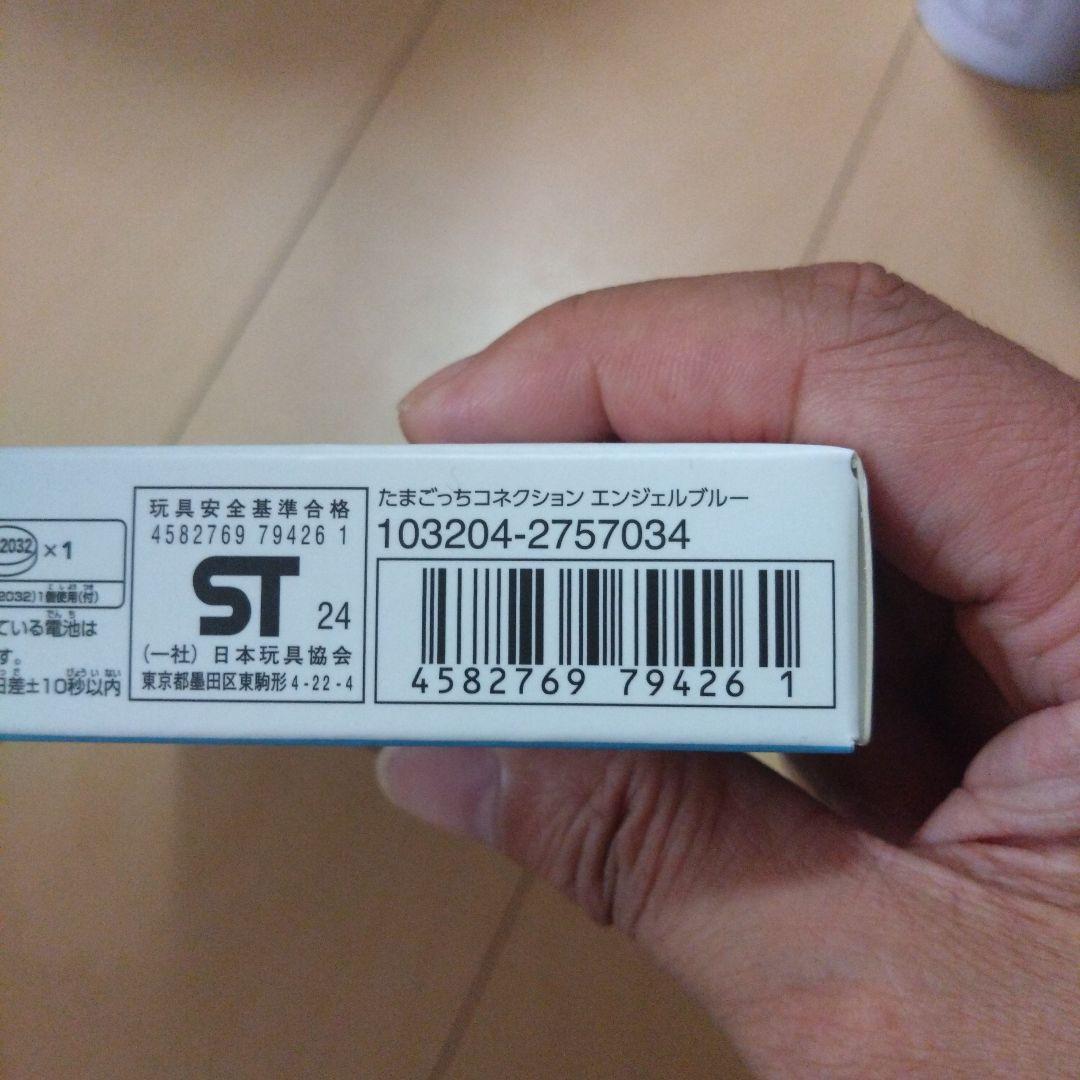 2032 ×1
2032)1個使用(付)
ている電池は
す。
日差±10秒以内
玩具安全基準合格
4582769 79426 1
ST 24
(一社) 日本玩具協会
東京都墨田区東駒形4-22-4
たまごっちコネクション エンジェルブルー
103204-2757034
4582769 794261